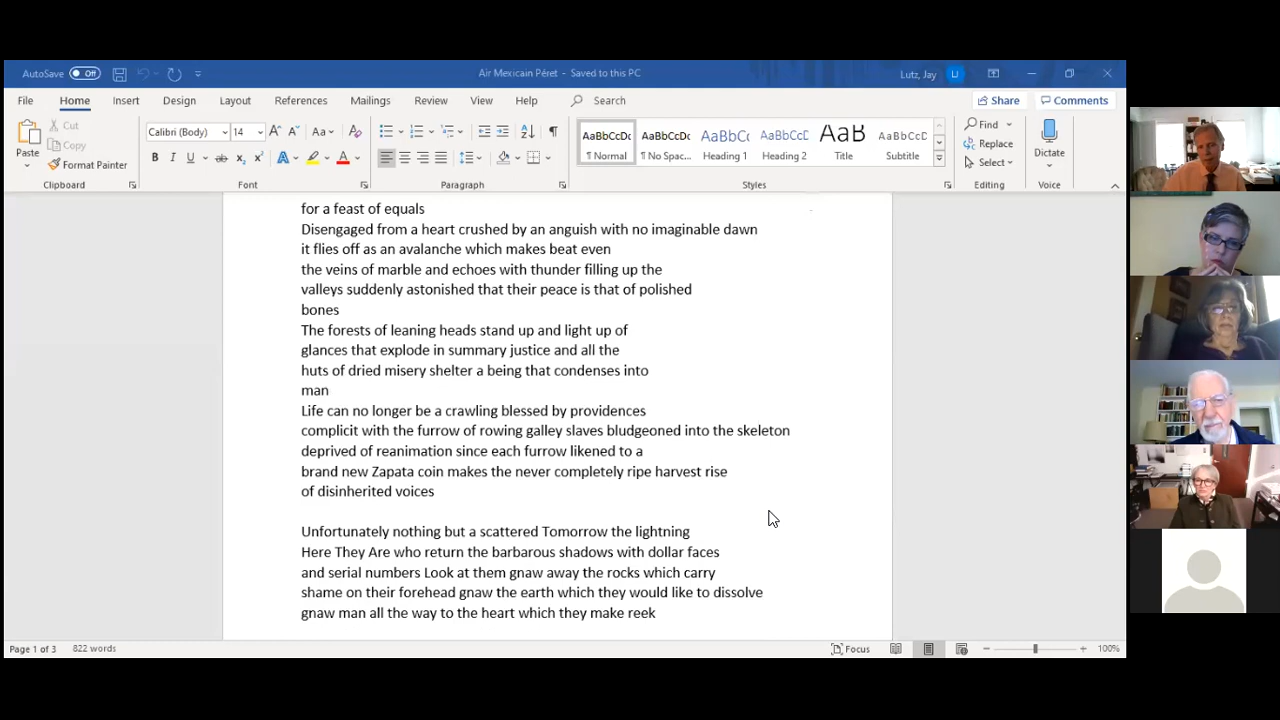 AutoSave Off
Air Mexicain Péret - Saved to this PC
Lutz, Jay LJ
File Home Insert Design Layout References Mailings Review View Help Search
Share Comments
Paste
Cut
Copy
Format Painter
Calibri (Body) 14
AaBbCcDc AaBbCcDc AaBbCc AaBbCcD AaB AaBbCcD
¶ Normal ¶ No Spac... Heading 1 Heading 2 Title Subtitle
Find
Replace
Select
Dictate
Clipboard Font Paragraph Styles Editing Voice
for a feast of equals
Disengaged from a heart crushed by an anguish with no imaginable dawn
it flies off as an avalanche which makes beat even
the veins of marble and echoes with thunder filling up the
valleys suddenly astonished that their peace is that of polished
bones
The forests of leaning heads stand up and light up of
glances that explode in summary justice and all the
huts of dried misery shelter a being that condenses into
man
Life can no longer be a crawling blessed by providences
complicit with the furrow of rowing galley slaves bludgeoned into the skeleton
deprived of reanimation since each furrow likened to a
brand new Zapata coin makes the never completely ripe harvest rise
of disinherited voices
Unfortunately nothing but a scattered Tomorrow the lightning
Here They Are who return the barbarous shadows with dollar faces
and serial numbers Look at them gnaw away the rocks which carry
shame on their forehead gnaw the earth which they would like to dissolve
gnaw man all the way to the heart which they make reek
Page 1 of 3 822 words
Focus
100%